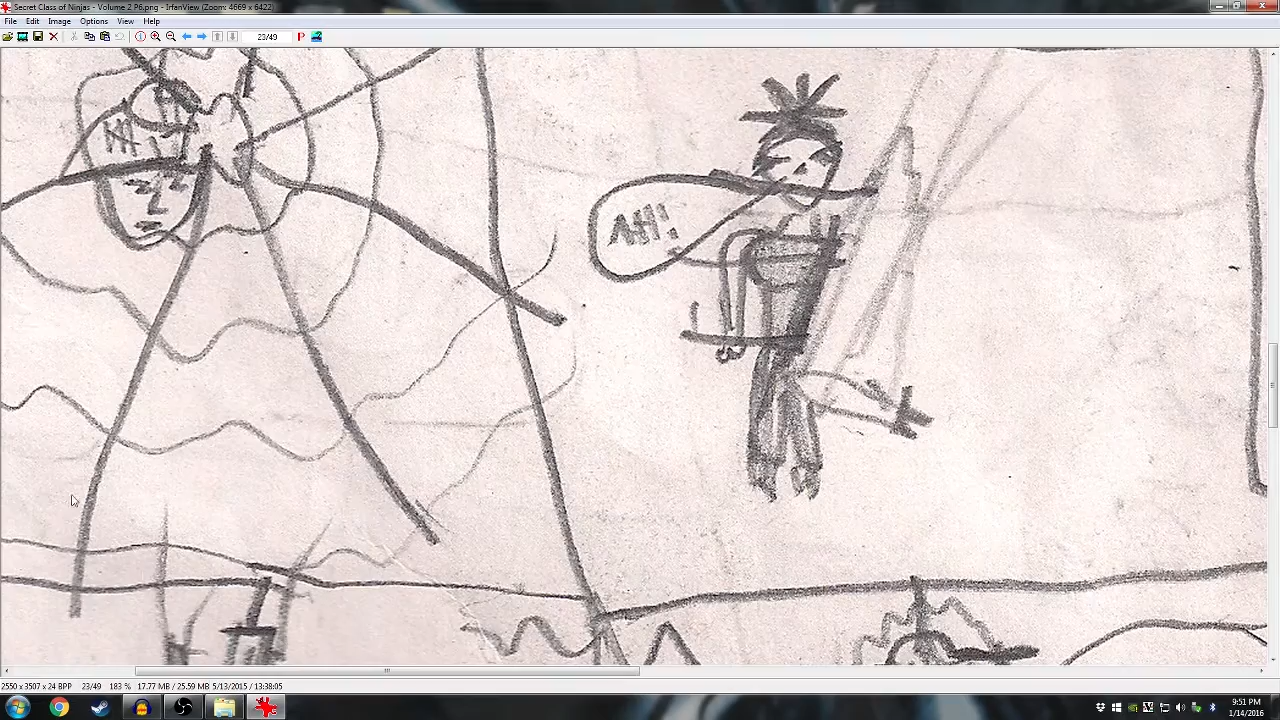 Secret Class of Ninjas - Volume 2 P6.png - IrfanView (Zoom: 4669 x 6422)
File Edit Image Options View Help
23/49
AH!
2550 x 3507 x 24 BPP 23/49 183 % 17.77 MB / 25.59 MB 5/13/2015 / 13:38:05
9:51 PM
1/14/2016